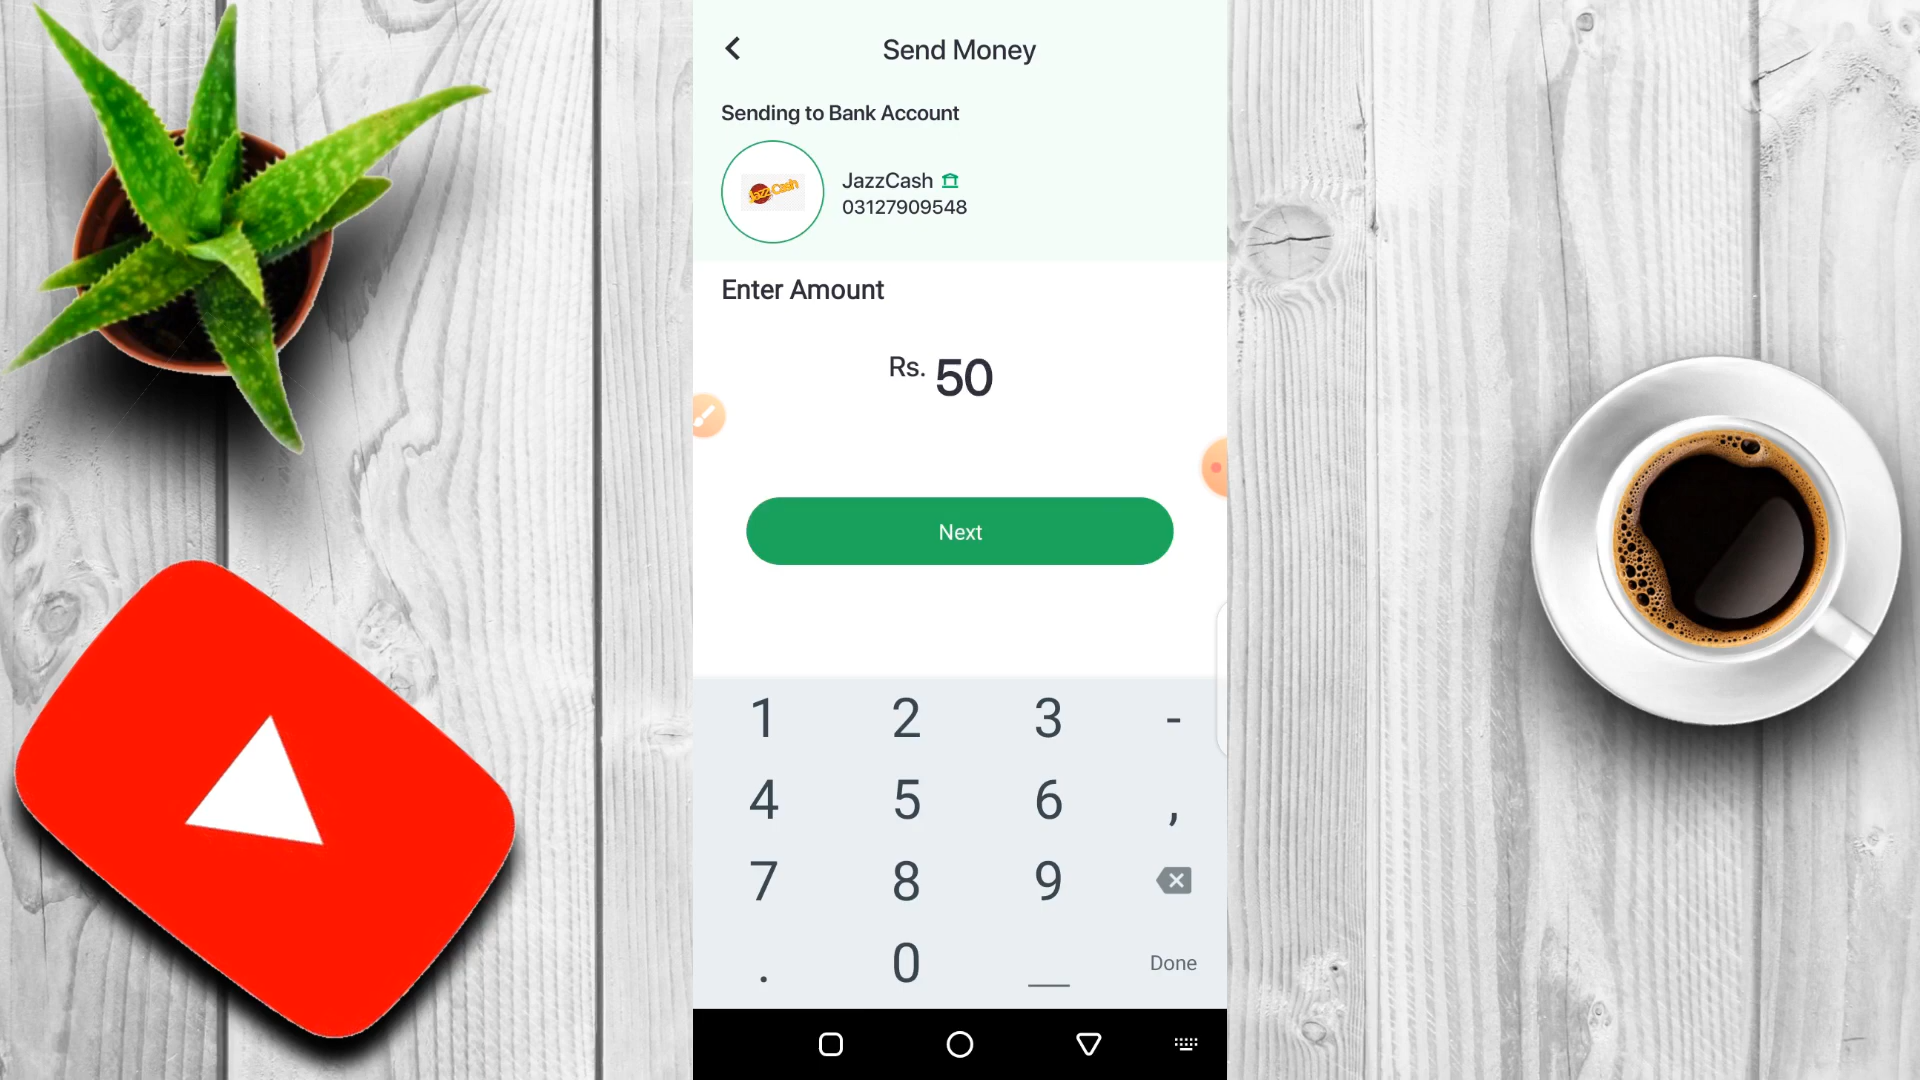 Send Money
Sending to Bank Account
JazzCash
JazzCash
03127909548
Enter Amount
Rs. 50
Next
1 2 3 -
4 5 6 ,
7 8 9
. 0 _
Done